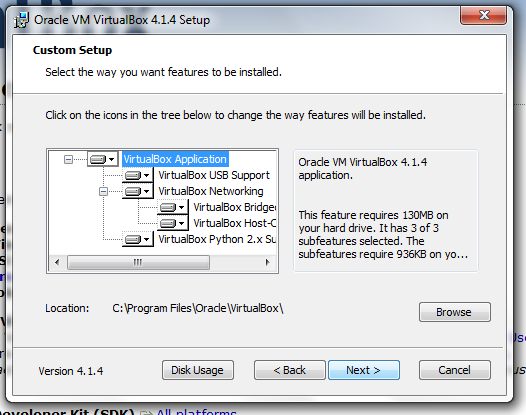 Oracle VM VirtualBox 4.1.4 Setup
Custom Setup
Select the way you want features to be installed.
Click on the icons in the tree below to change the way features will be installed.
VirtualBox Application
VirtualBox USB Support
VirtualBox Networking
VirtualBox Bridge
VirtualBox Host-
VirtualBox Python 2.x Su
Oracle VM VirtualBox 4.1.4
application.
This feature requires 130MB on
your hard drive. It has 3 of 3
subfeatures selected. The
subfeatures require 936KB on yo...
Location: C:\Program Files\Oracle\VirtualBox\
Browse
Version 4.1.4
Disk Usage
< Back
Next >
Cancel
Developer Kit (SDK) All platforms